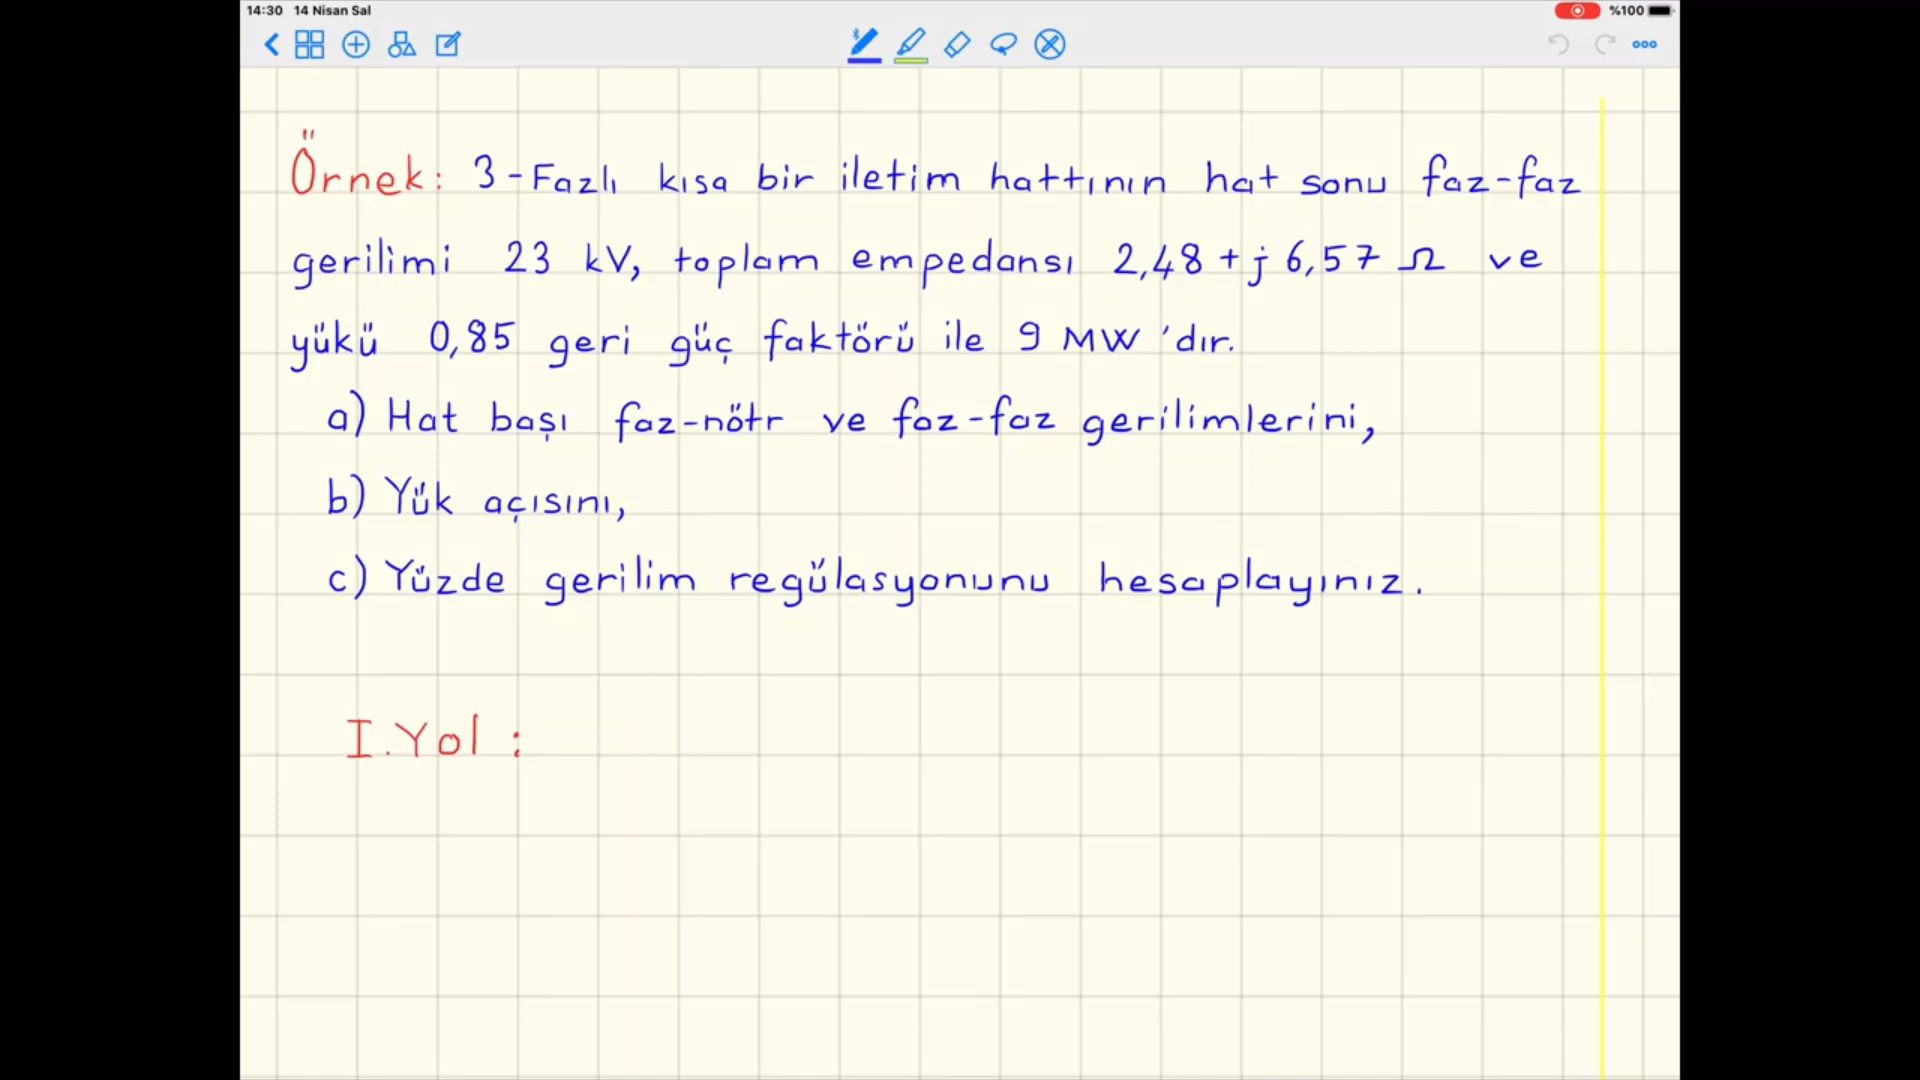 14:30 14 Nisan Sal %100
Örnek: 3-Fazlı kısa bir iletim hattının hat sonu faz-faz
gerilimi 23 kV, toplam empedansı 2,48 + j 6,57 Ω ve
yükü 0,85 geri güç faktörü ile 9 MW 'dır.
a) Hat başı faz-nötr ve faz-faz gerilimlerini,
b) Yük açısını,
c) Yüzde gerilim regülasyonunu hesaplayınız.
I. Yol :